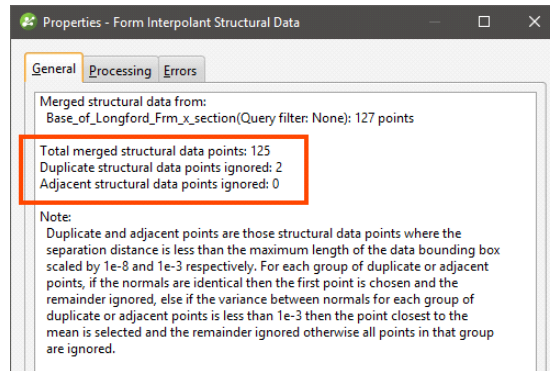 Properties - Form Interpolant Structural Data
General Processing Errors
Merged structural data from:
Base_of_Longford_Frm_x_section(Query filter: None): 127 points
Total merged structural data points: 125
Duplicate structural data points ignored: 2
Adjacent structural data points ignored: 0
Note:
Duplicate and adjacent points are those structural data points where the
separation distance is less than the maximum length of the data bounding box
scaled by 1e-8 and 1e-3 respectively. For each group of duplicate or adjacent
points, if the normals are identical then the first point is chosen and the
remainder ignored, else if the variance between normals for each group of
duplicate or adjacent points is less than 1e-3 then the point closest to the
mean is selected and the remainder ignored otherwise all points in that group
are ignored.